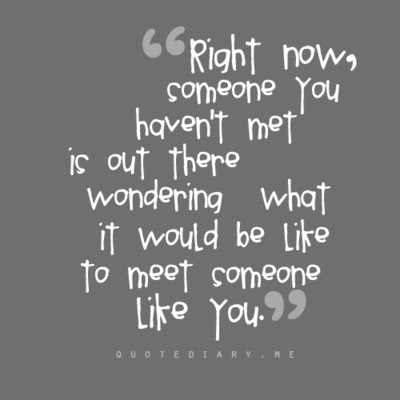 “Right now,
someone you
haven't met
is out there
wondering what
it would be like
to meet someone
like you.”
QUOTEDIARY.ME